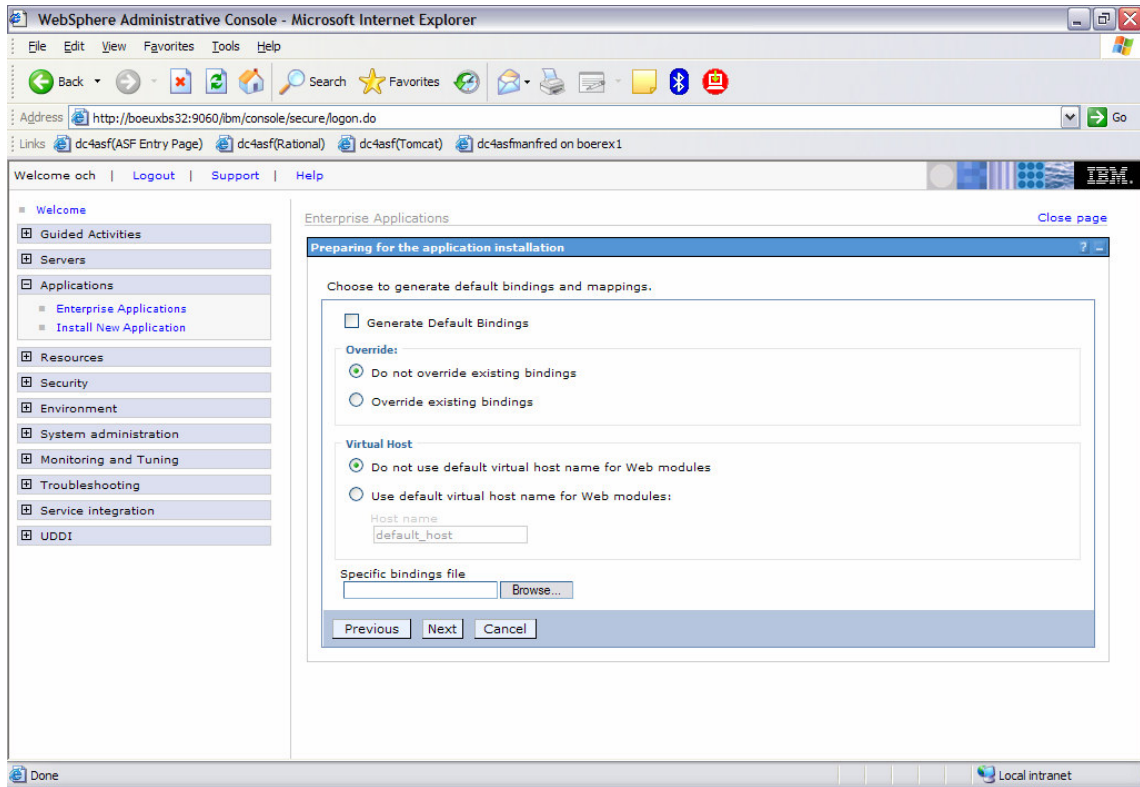 WebSphere Administrative Console - Microsoft Internet Explorer
File Edit View Favorites Tools Help
Back Search Favorites
Address http://boeuxbs32:9060/ibm/console/secure/logon.do Go
Links dc4asf(ASF Entry Page) dc4asf(Rational) dc4asf(Tomcat) dc4asfmanfred on boerex1
Welcome och | Logout | Support | Help IBM.
Welcome
Guided Activities
Servers
Applications
Enterprise Applications
Install New Application
Resources
Security
Environment
System administration
Monitoring and Tuning
Troubleshooting
Service integration
UDDI
Enterprise Applications Close page
Preparing for the application installation ? –
Choose to generate default bindings and mappings.
Generate Default Bindings
Override:
Do not override existing bindings
Override existing bindings
Virtual Host
Do not use default virtual host name for Web modules
Use default virtual host name for Web modules:
Host name
default_host
Specific bindings file
Browse...
Previous Next Cancel
Done Local intranet